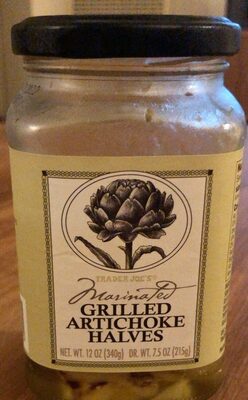 TRADER JOE'S®
Marinated
GRILLED
ARTICHOKE
HALVES
NET. WT. 12 OZ (340g) DR. WT. 7.5 OZ (215g)